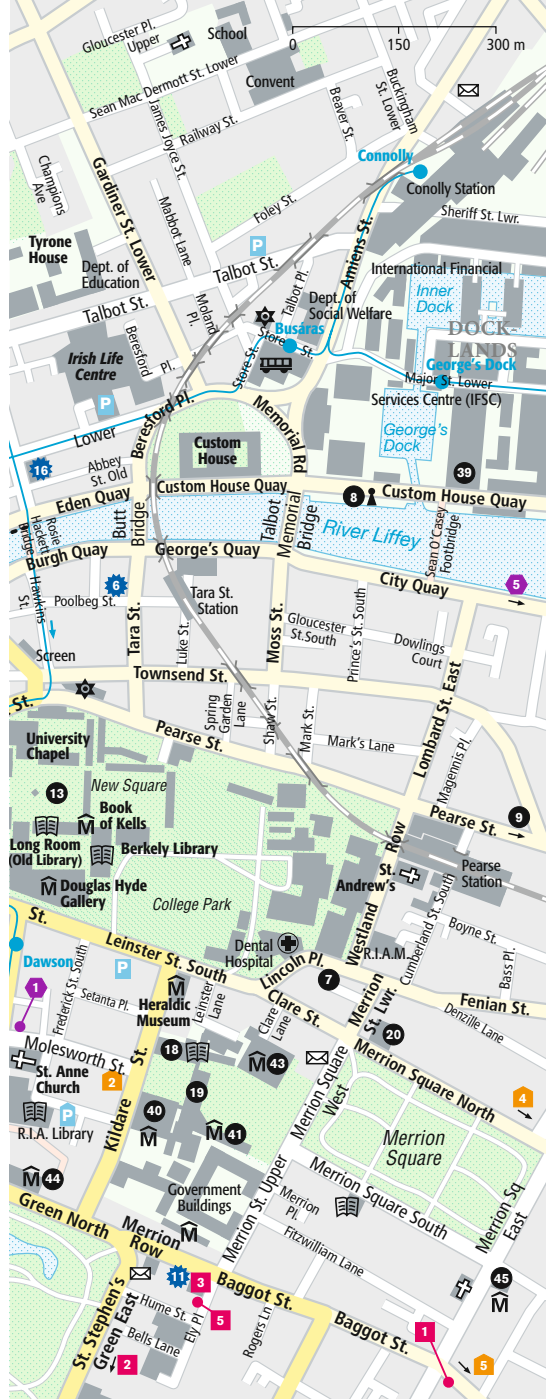 Gloucester Pl.
Upper
School
0 150 300 m
Sean Mac Dermott St. Lower
Convent
Buckingham
St. Lower
James Joyce St.
Railway St.
Beaver St.
Connolly
Champions
Ave
Gardiner St. Lower
Conolly Station
Mabbot Lane
Foley St.
Amiens St.
Sheriff St. Lwr.
Tyrone
House
P
Dept. of
Education
Talbot St.
Talbot Pl.
International Financial
Inner
Dock
Talbot St.
Moland
Pl.
Dept. of
Social Welfare
DOCK-
LANDS
Beresford
Pl.
Store St.
Busáras
Store St.
George's Dock
Irish Life
Centre
Major St. Lower
Services Centre (IFSC)
P
Beresford Pl.
Memorial Rd
George's
Dock
Lower
Custom
House
16
Abbey
St. Old
39
Eden Quay
Custom House Quay
8
Custom House Quay
Rosie
Hackett
Bridge
Butt
Bridge
Talbot
Memorial
Bridge
River Liffey
Sean O'Casey
Footbridge
Burgh Quay
George's Quay
City Quay
5
Hawkins
St.
6
Tara St.
Station
Poolbeg St.
Tara St.
Luke St.
Moss St.
Gloucester
St.South
Prince's St. South
Dowlings
Court
Screen
Townsend St.
St.
Spring
Garden
Lane
Shaw St.
Mark St.
Lombard St. East
University
Chapel
Pearse St.
Mark's Lane
Magennis Pl.
New Square
13
Book
of Kells
Pearse St.
9
Long Room
(Old Library)
Berkely Library
Row
St.
Andrew's
Pearse
Station
Douglas Hyde
Gallery
College Park
Westland
Cumberland St. South
St.
Leinster St. South
Dental
Hospital
R.I.A.M.
Boyne St.
Bass Pl.
Dawson
P
Lincoln Pl.
7
Fenian St.
1
Frederick St. South
Setanta Pl.
Heraldic
Museum
Leinster
Lane
Clare St.
Clare
Lane
Merrion
St. Lwr.
Denzille Lane
20
Molesworth St.
18
43
Merrion Square North
St. Anne
Church
2
19
Merrion Square
West
4
P
R.I.A. Library
Kildare St.
40
41
Merrion
Square
44
Government
Buildings
Merrion St. Upper
Merrion
Pl.
Merrion Square South
Merrion Sq
East
Green North
Merrion
Row
Fitzwilliam Lane
11
3
Baggot St.
45
St. Stephen's
Green East
Hume St.
Ely Pl
5
Rogers Ln
Baggot St.
1
Bells Lane
2
5